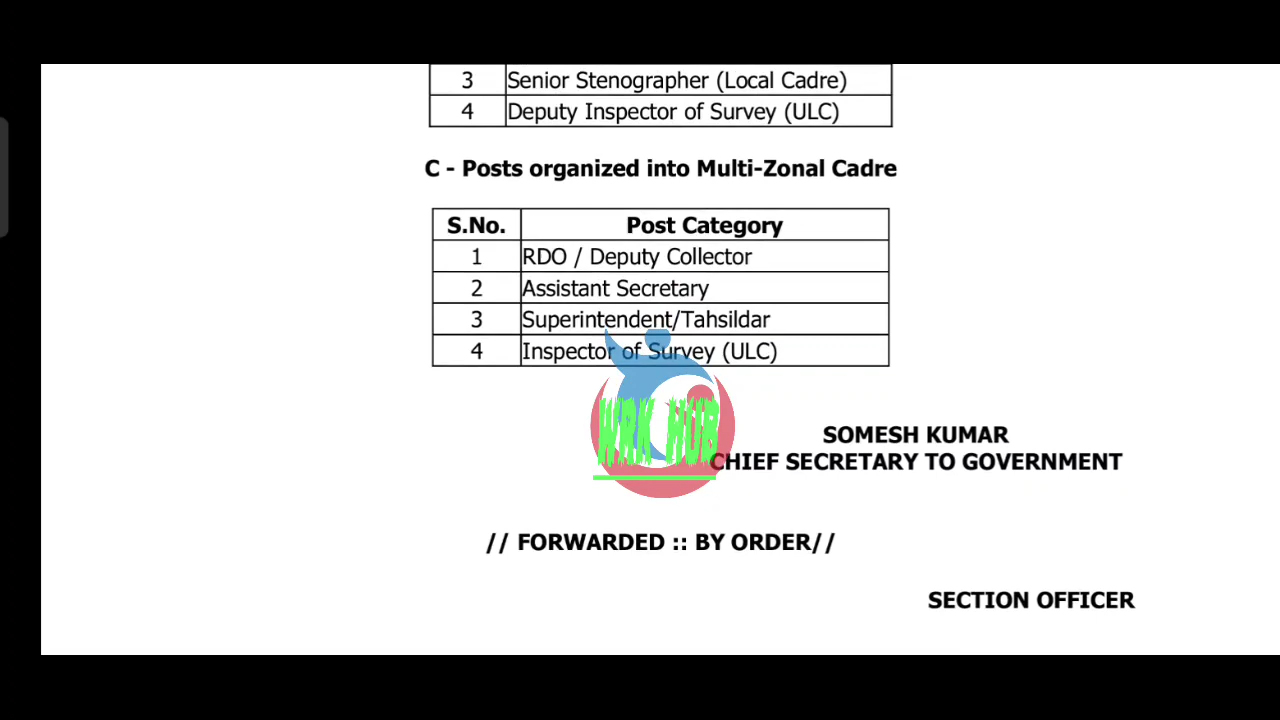 3 Senior Stenographer (Local Cadre)
4 Deputy Inspector of Survey (ULC)
C - Posts organized into Multi-Zonal Cadre
S.No. Post Category
1 RDO / Deputy Collector
2 Assistant Secretary
3 Superintendent/Tahsildar
4 Inspector of Survey (ULC)
WRK HUB
SOMESH KUMAR
CHIEF SECRETARY TO GOVERNMENT
// FORWARDED :: BY ORDER//
SECTION OFFICER